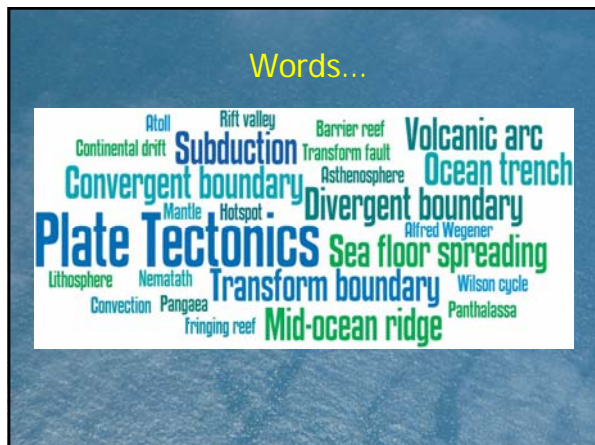 Words...
Atoll Rift valley Barrier reef Volcanic arc
Continental drift Subduction Transform fault
Convergent boundary Asthenosphere Ocean trench
Mantle Hotspot Divergent boundary
Plate Tectonics Alfred Wegener
Sea floor spreading
Lithosphere Nematath Transform boundary Wilson cycle
Convection Pangaea Panthalassa
Fringing reef Mid-ocean ridge